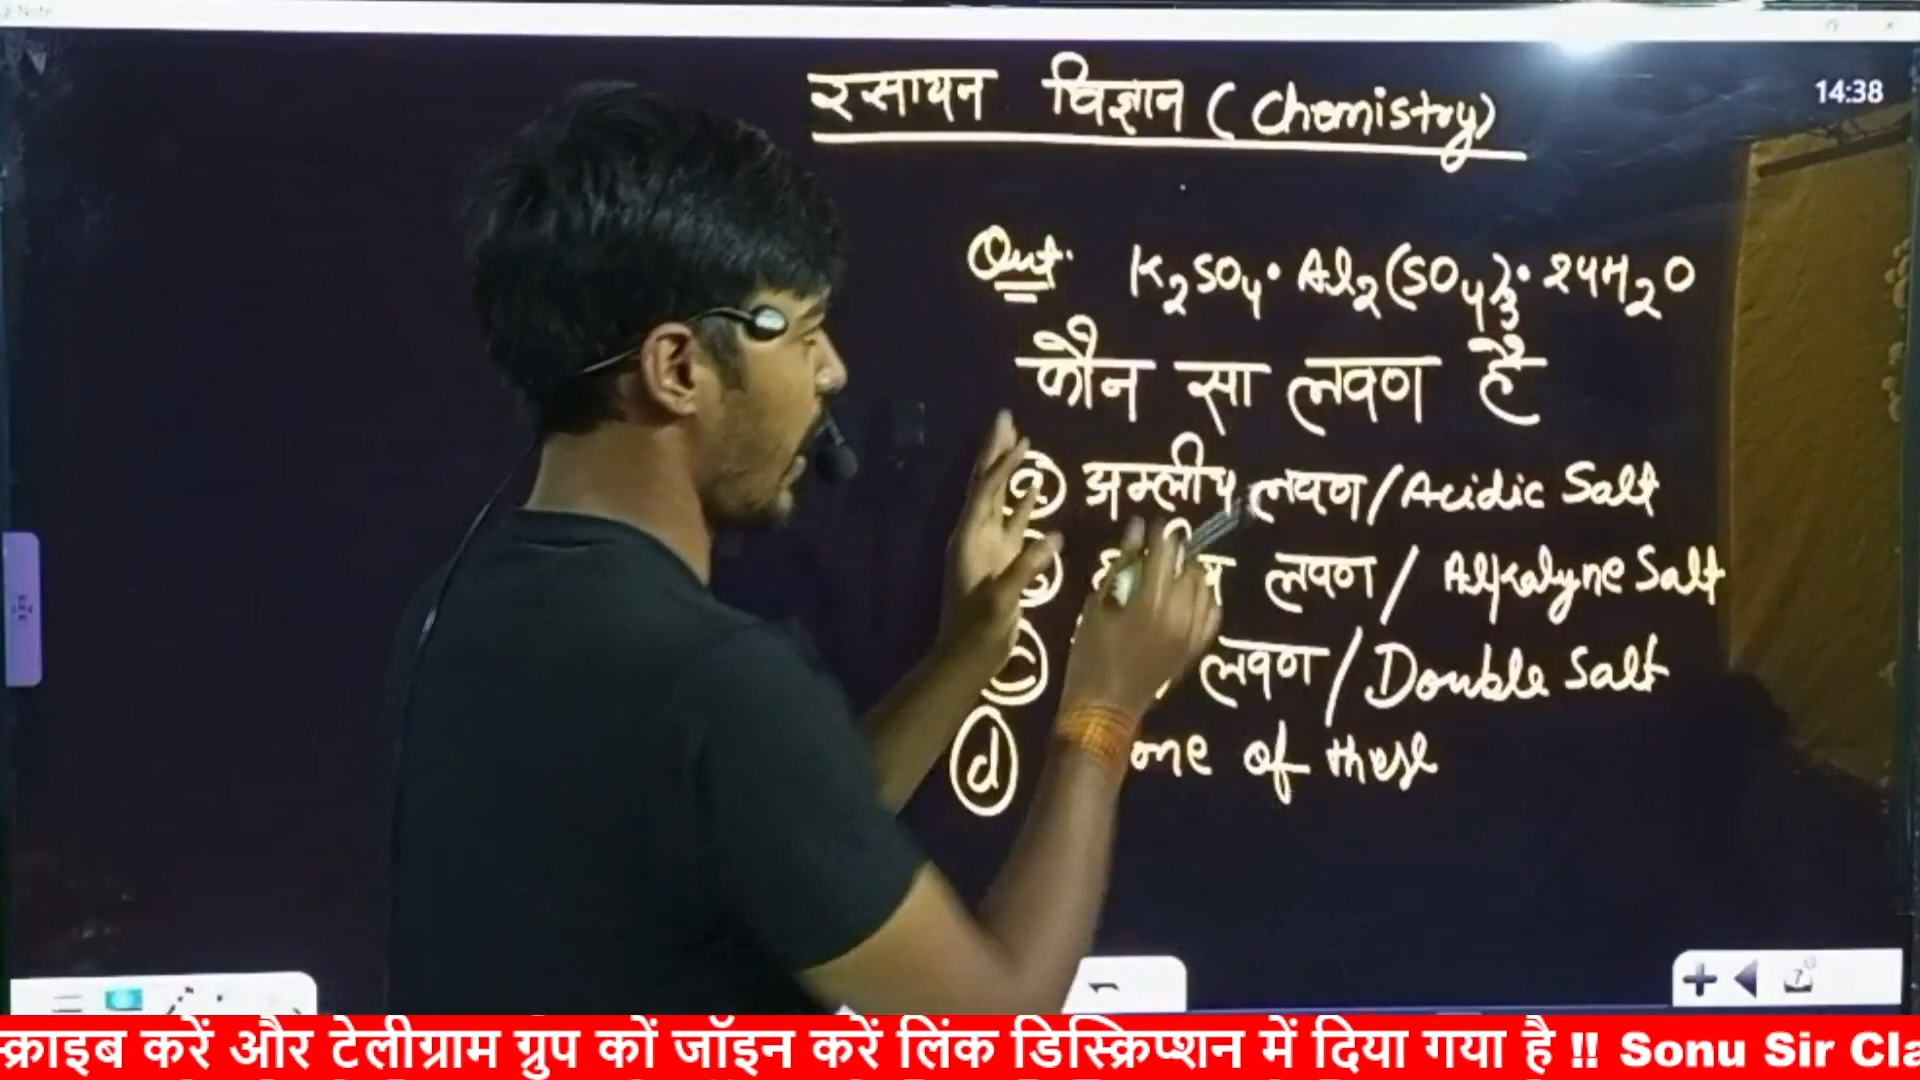 14:38
रसायन विज्ञान ( Chemistry)
Que. K₂SO₄• Al₂(SO₄)₃• 24H₂O
कौन सा लवण है
(a) अम्लीय लवण / Acidic Salt
लवण / Alkalyne Salt
(c) लवण / Double Salt
(d) one of these
क्राइब करें और टेलीग्राम ग्रुप कों जॉइन करें लिंक डिस्क्रिप्शन में दिया गया है !! Sonu Sir Cla